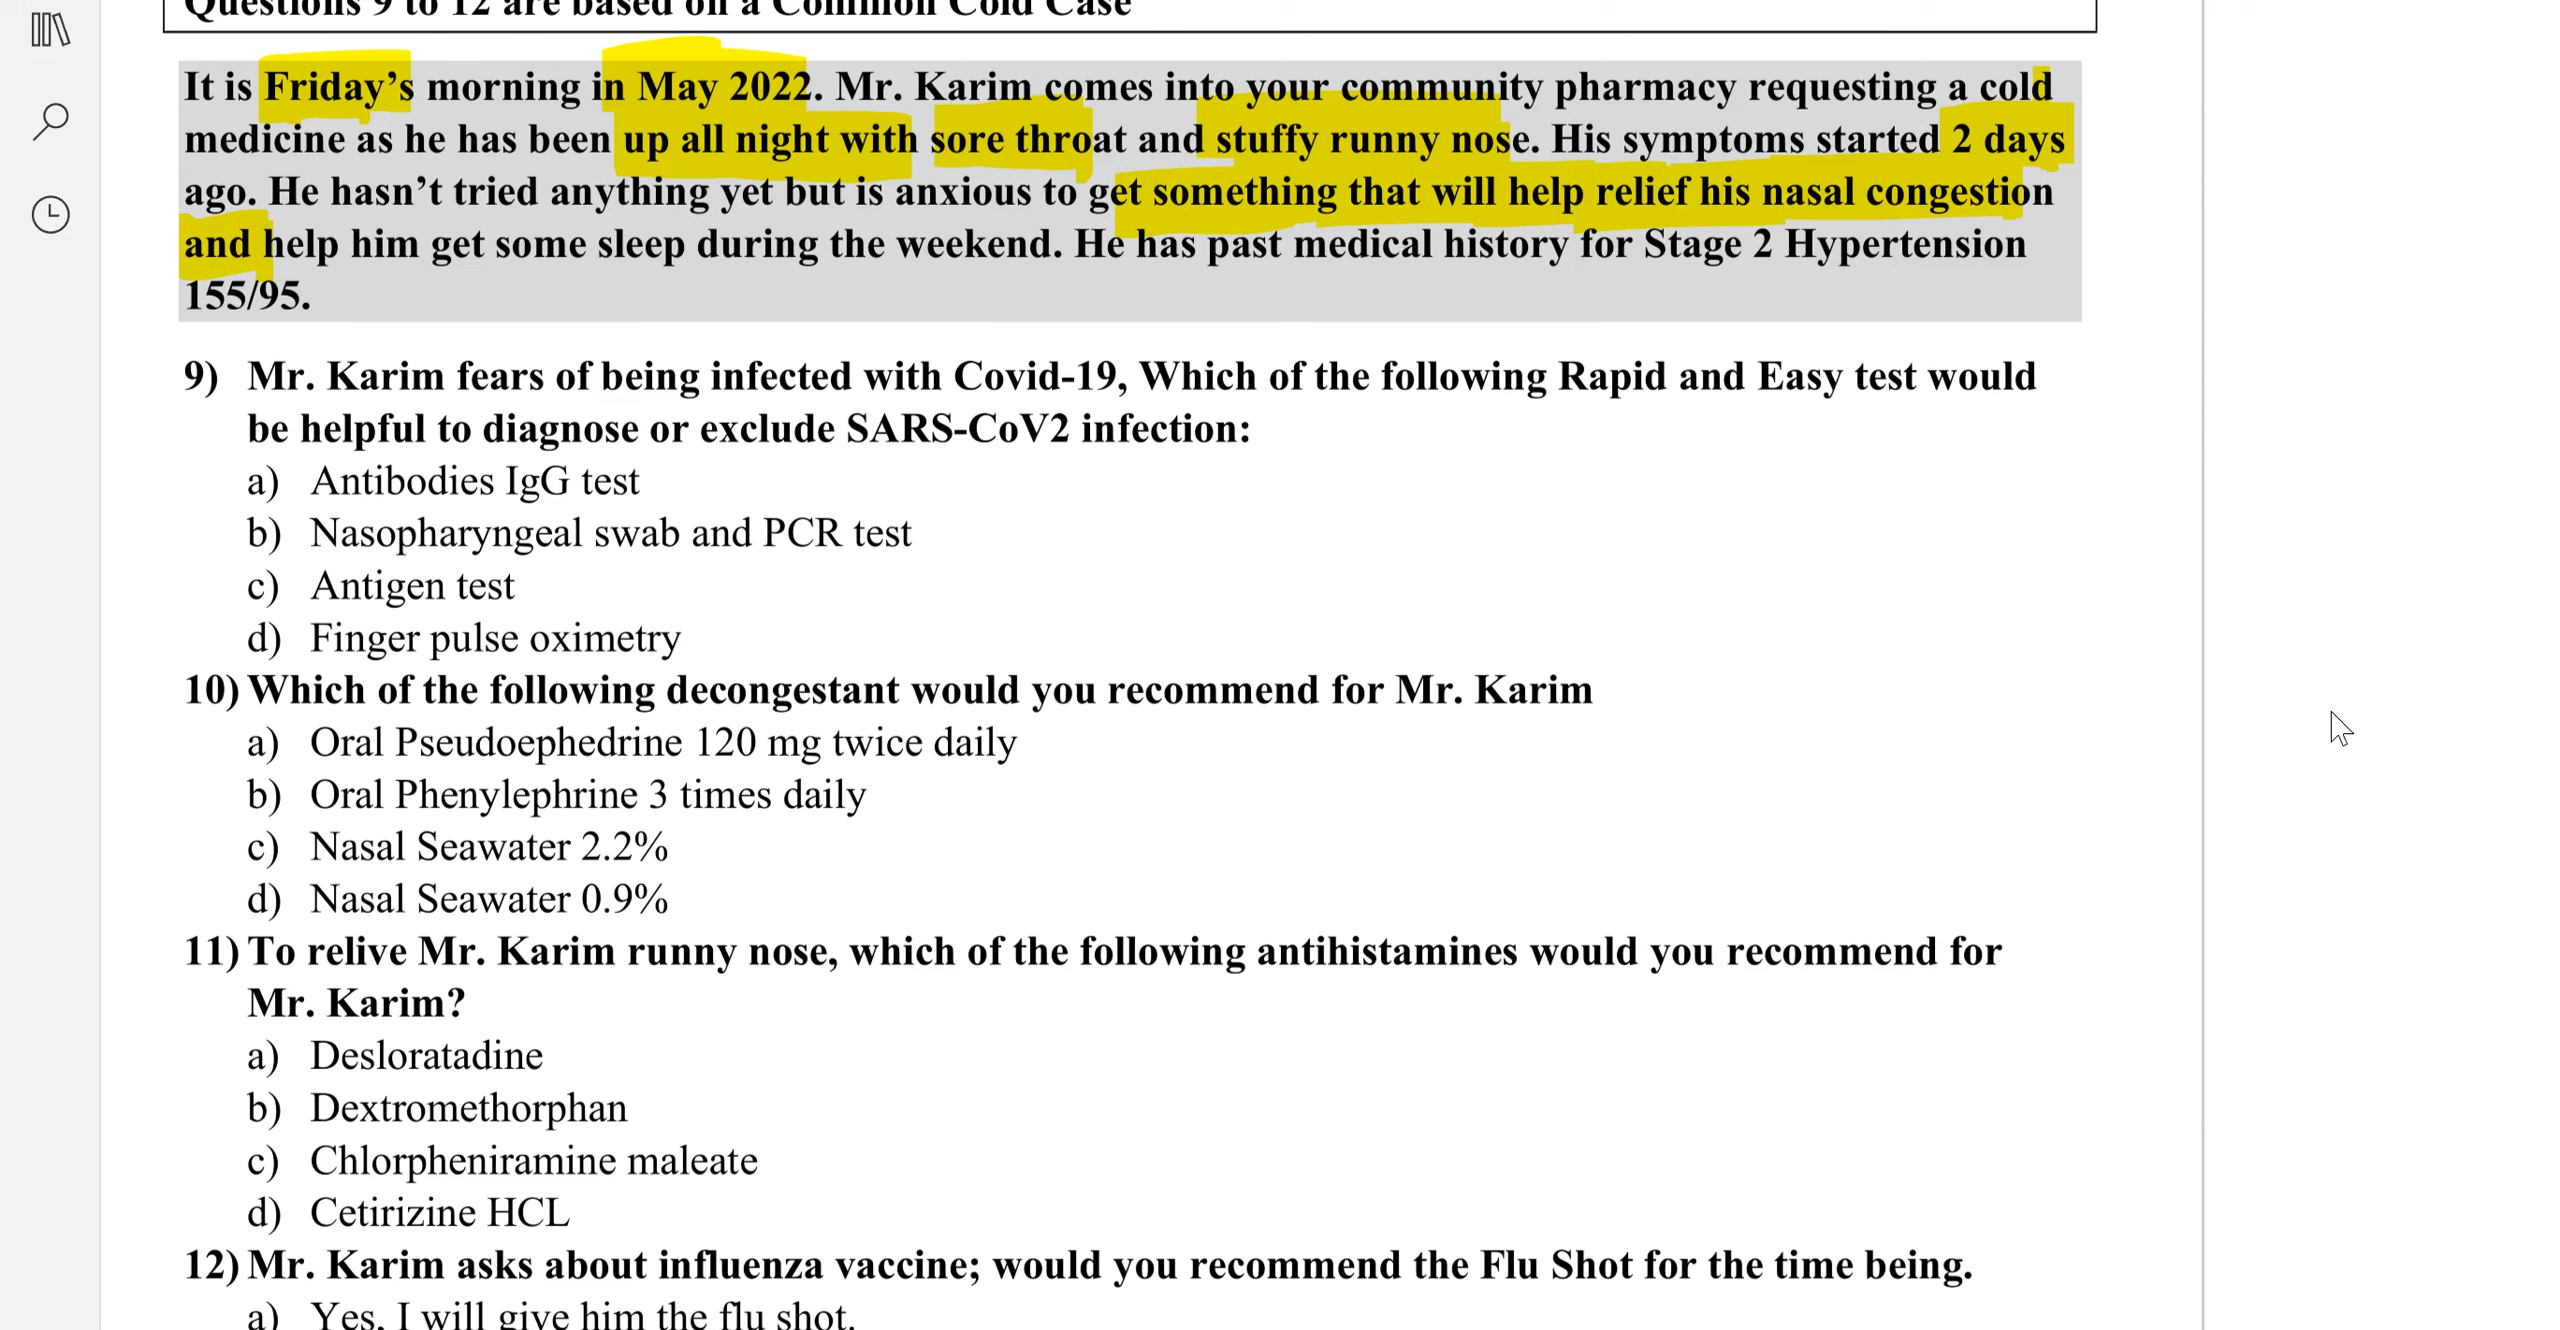 Questions 9 to 12 are based on a Common Cold Case
It is Friday’s morning in May 2022. Mr. Karim comes into your community pharmacy requesting a cold
medicine as he has been up all night with sore throat and stuffy runny nose. His symptoms started 2 days
ago. He hasn’t tried anything yet but is anxious to get something that will help relief his nasal congestion
and help him get some sleep during the weekend. He has past medical history for Stage 2 Hypertension
155/95.
9) Mr. Karim fears of being infected with Covid-19, Which of the following Rapid and Easy test would
be helpful to diagnose or exclude SARS-CoV2 infection:
a) Antibodies IgG test
b) Nasopharyngeal swab and PCR test
c) Antigen test
d) Finger pulse oximetry
10) Which of the following decongestant would you recommend for Mr. Karim
a) Oral Pseudoephedrine 120 mg twice daily
b) Oral Phenylephrine 3 times daily
c) Nasal Seawater 2.2%
d) Nasal Seawater 0.9%
11) To relive Mr. Karim runny nose, which of the following antihistamines would you recommend for
Mr. Karim?
a) Desloratadine
b) Dextromethorphan
c) Chlorpheniramine maleate
d) Cetirizine HCL
12) Mr. Karim asks about influenza vaccine; would you recommend the Flu Shot for the time being.
a) Yes, I will give him the flu shot.